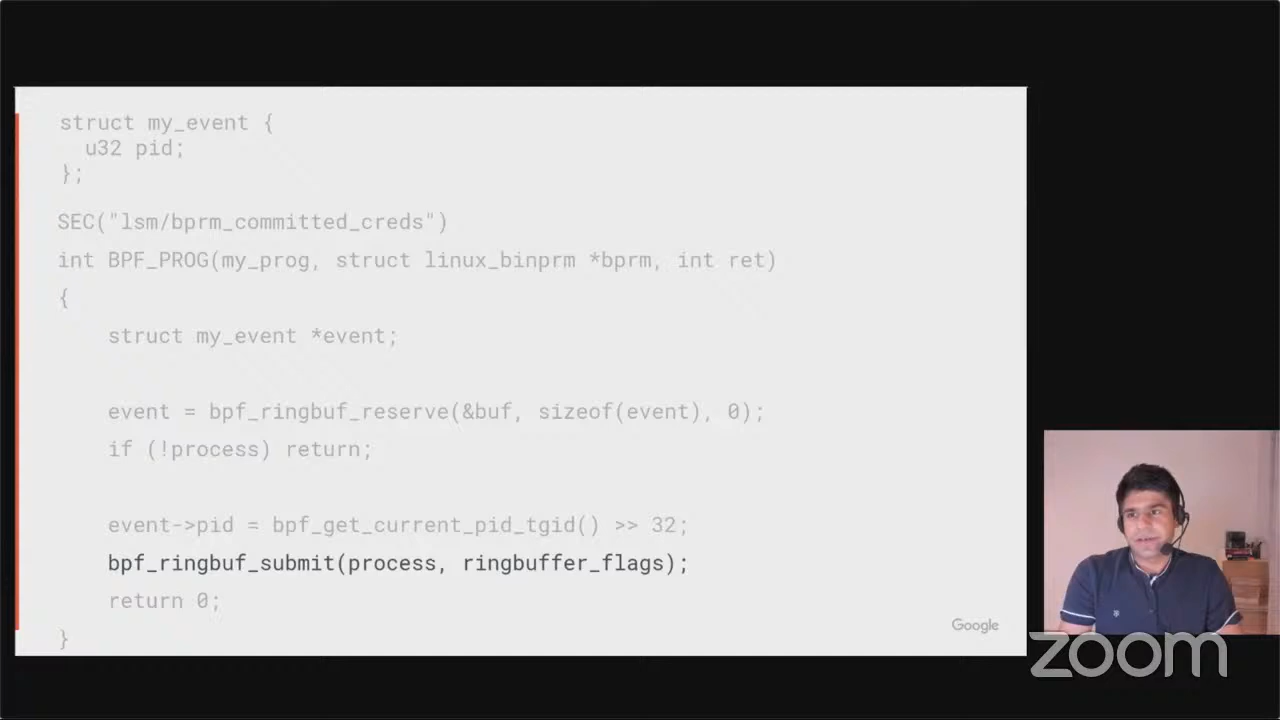 struct my_event {
u32 pid;
};
SEC("lsm/bprm_committed_creds")
int BPF_PROG(my_prog, struct linux_binprm *bprm, int ret)
{
struct my_event *event;
event = bpf_ringbuf_reserve(&buf, sizeof(event), 0);
if (!process) return;
event->pid = bpf_get_current_pid_tgid() >> 32;
bpf_ringbuf_submit(process, ringbuffer_flags);
return 0;
}
Google
zoom